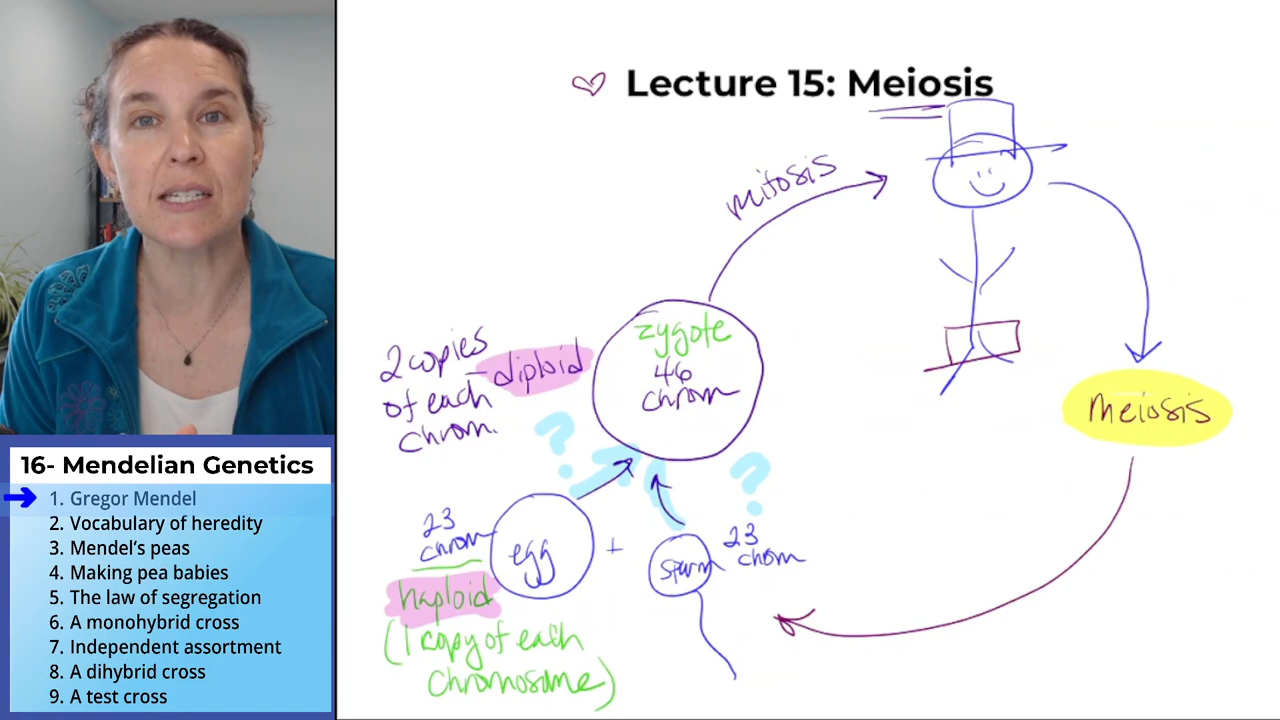 Lecture 15: Meiosis
mitosis
zygote
46
chrom
2 copies
of each
chrom.
diploid
?
?
meiosis
23
chrom
egg
+
sperm
23
chrom
haploid
(1 copy of each
chromosome)
16- Mendelian Genetics
1. Gregor Mendel
2. Vocabulary of heredity
3. Mendel’s peas
4. Making pea babies
5. The law of segregation
6. A monohybrid cross
7. Independent assortment
8. A dihybrid cross
9. A test cross